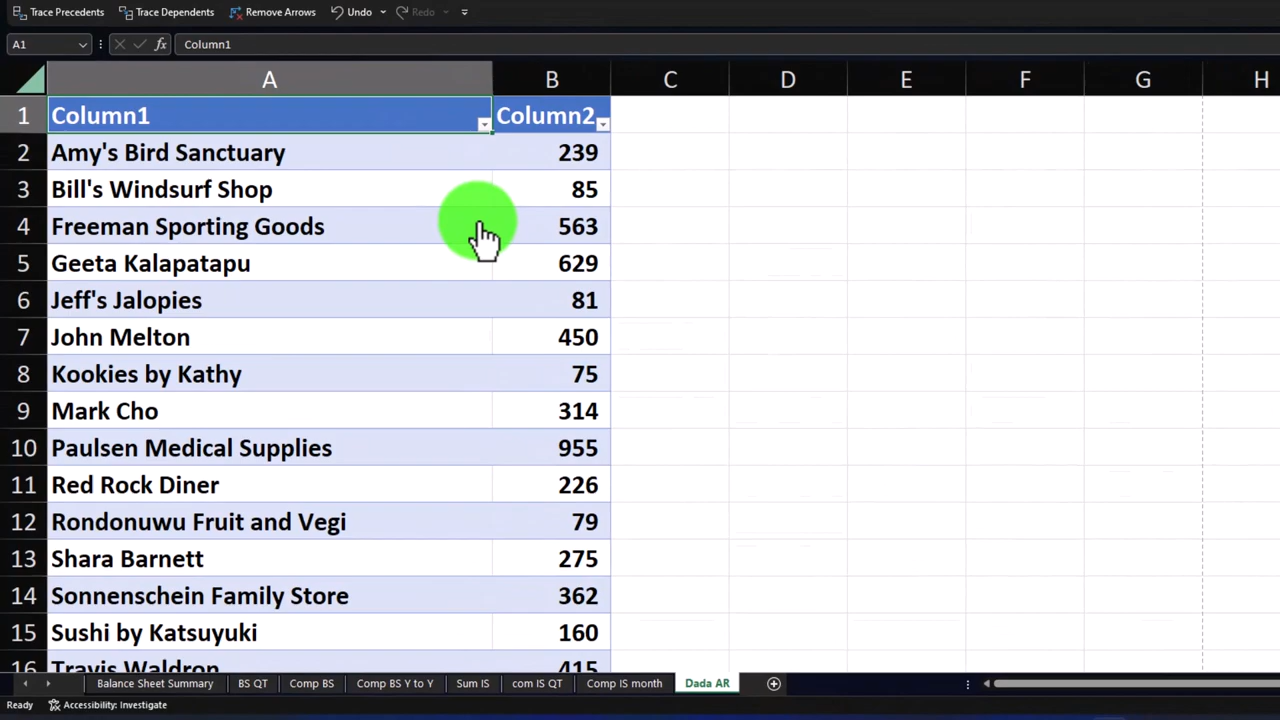 Trace Precedents Trace Dependents Remove Arrows Undo Redo
A1 fx Column1
A B C D E F G H
1 Column1 Column2
2 Amy's Bird Sanctuary 239
3 Bill's Windsurf Shop 85
4 Freeman Sporting Goods 563
5 Geeta Kalapatapu 629
6 Jeff's Jalopies 81
7 John Melton 450
8 Kookies by Kathy 75
9 Mark Cho 314
10 Paulsen Medical Supplies 955
11 Red Rock Diner 226
12 Rondonuwu Fruit and Vegi 79
13 Shara Barnett 275
14 Sonnenschein Family Store 362
15 Sushi by Katsuyuki 160
16 Travis Waldron 415
Balance Sheet Summary BS QT Comp BS Comp BS Y to Y Sum IS com IS QT Comp IS month Dada AR
Ready Accessibility: Investigate